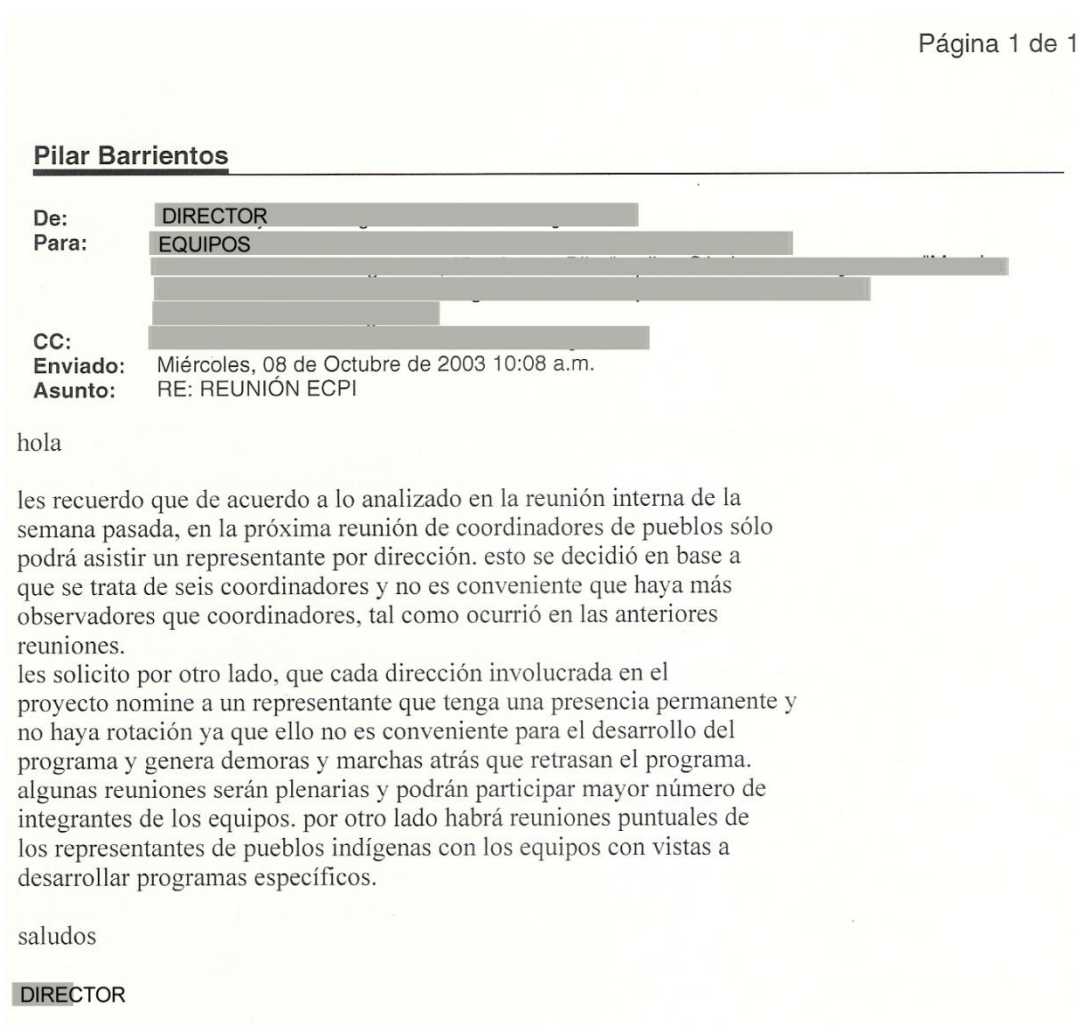 Página 1 de 1
Pilar Barrientos
De: DIRECTOR
Para: EQUIPOS
CC:
Enviado: Miércoles, 08 de Octubre de 2003 10:08 a.m.
Asunto: RE: REUNIÓN ECPI
hola
les recuerdo que de acuerdo a lo analizado en la reunión interna de la
semana pasada, en la próxima reunión de coordinadores de pueblos sólo
podrá asistir un representante por dirección. esto se decidió en base a
que se trata de seis coordinadores y no es conveniente que haya más
observadores que coordinadores, tal como ocurrió en las anteriores
reuniones.
les solicito por otro lado, que cada dirección involucrada en el
proyecto nomine a un representante que tenga una presencia permanente y
no haya rotación ya que ello no es conveniente para el desarrollo del
programa y genera demoras y marchas atrás que retrasan el programa.
algunas reuniones serán plenarias y podrán participar mayor número de
integrantes de los equipos. por otro lado habrá reuniones puntuales de
los representantes de pueblos indígenas con los equipos con vistas a
desarrollar programas específicos.
saludos
DIRECTOR